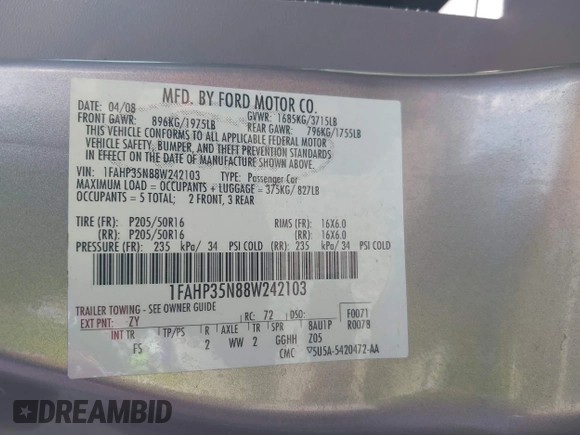 MFD. BY FORD MOTOR CO.
DATE: 04/08 GVWR: 1685KG/3715LB
FRONT GAWR: 896KG/1975LB REAR GAWR: 796KG/1755LB
THIS VEHICLE CONFORMS TO ALL APPLICABLE FEDERAL MOTOR
VEHICLE SAFETY, BUMPER, AND THEFT PREVENTION STANDARDS
IN EFFECT ON THE DATE OF MANUFACTURE SHOWN ABOVE.
VIN: 1FAHP35N88W242103 TYPE: Passenger Car
MAXIMUM LOAD = OCCUPANTS + LUGGAGE = 375KG/ 827LB
OCCUPANTS = 5 TOTAL; 2 FRONT, 3 REAR
TIRE (FR): P205/50R16 RIMS (FR): 16X6.0
(RR): P205/50R16 (RR): 16X6.0
PRESSURE (FR): 235 kPa/ 34 PSI COLD (RR): 235 kPa/ 34 PSI COLD
1FAHP35N88W242103
TRAILER TOWING - SEE OWNER GUIDE
EXT PNT: ZY RC: 72 DSO: F0071
INT TR TP/PS R AXLE TR SPR 8AU1P R0078
FS 2 WW 2 GGHH Z05
CMC 5U5A-5420472-AA
DREAMBID